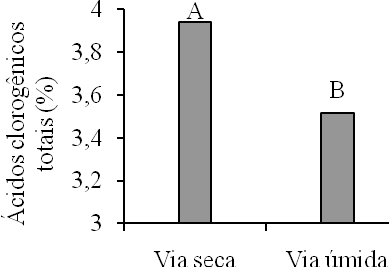 Ácidos clorogênicos
totais (%)
4
3,8
3,6
3,4
3,2
3
A
B
Via seca
Via úmida